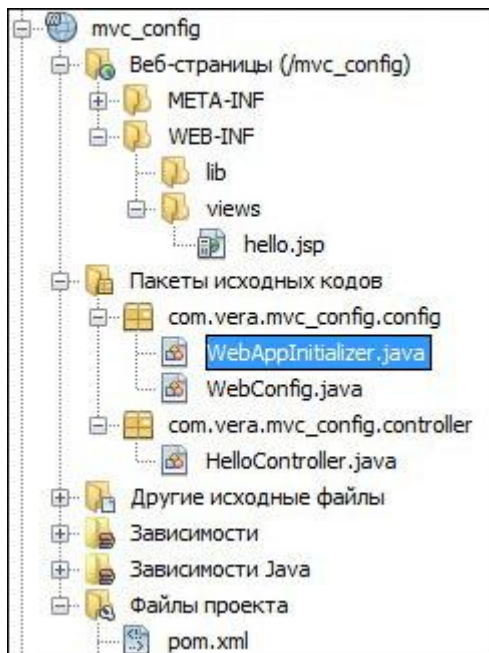 mvc_config
Веб-страницы (/mvc_config)
META-INF
WEB-INF
lib
views
hello.jsp
Пакеты исходных кодов
com.vera.mvc_config.config
WebAppInitializer.java
WebConfig.java
com.vera.mvc_config.controller
HelloController.java
Другие исходные файлы
Зависимости
Зависимости Java
Файлы проекта
pom.xml